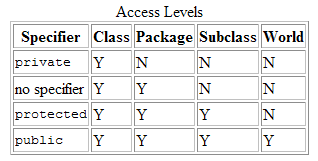 Access Levels
Specifier Class Package Subclass World
private Y N N N
no specifier Y Y N N
protected Y Y Y N
public Y Y Y Y